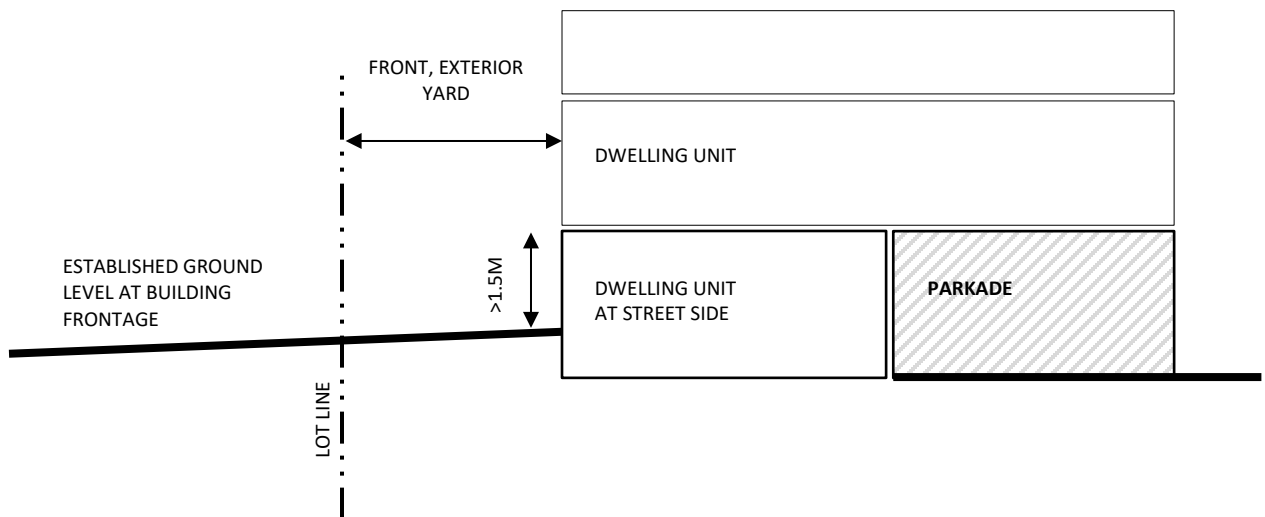 FRONT, EXTERIOR
YARD
DWELLING UNIT
ESTABLISHED GROUND
LEVEL AT BUILDING
FRONTAGE
>1.5M
DWELLING UNIT
AT STREET SIDE
PARKADE
LOT LINE